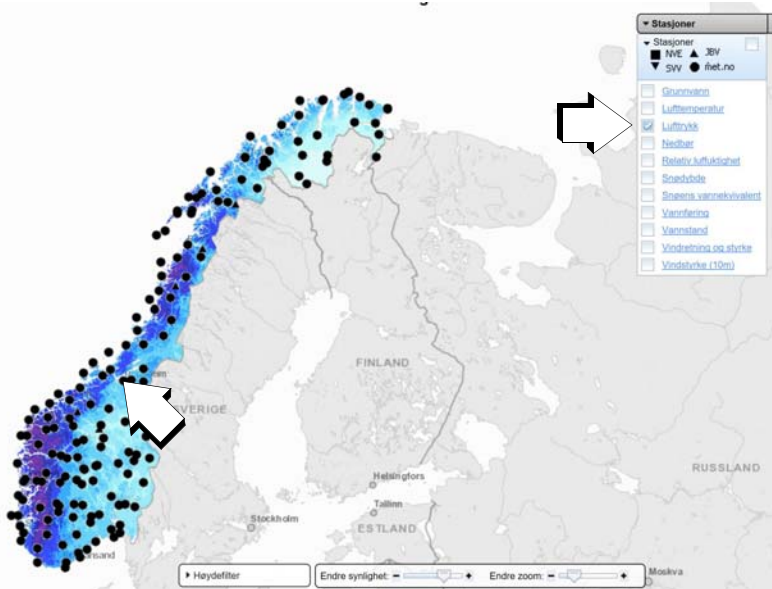 Stasjoner
Stasjoner
NVE JBV
SVV met.no
Grunnvann
Lufttemperatur
Lufttrykk
Nedbør
Relativ luftfuktighet
Snødybde
Snøens vannekvivalent
Vannføring
Vannstand
Vindretning og styrke
Vindstyrke (10m)
FINLAND
SVERIGE
RUSSLAND
Helsingfors
Tallinn
Stockholm
ESTLAND
Moskva
Høydefilter
Endre synlighet: - +
Endre zoom: - +